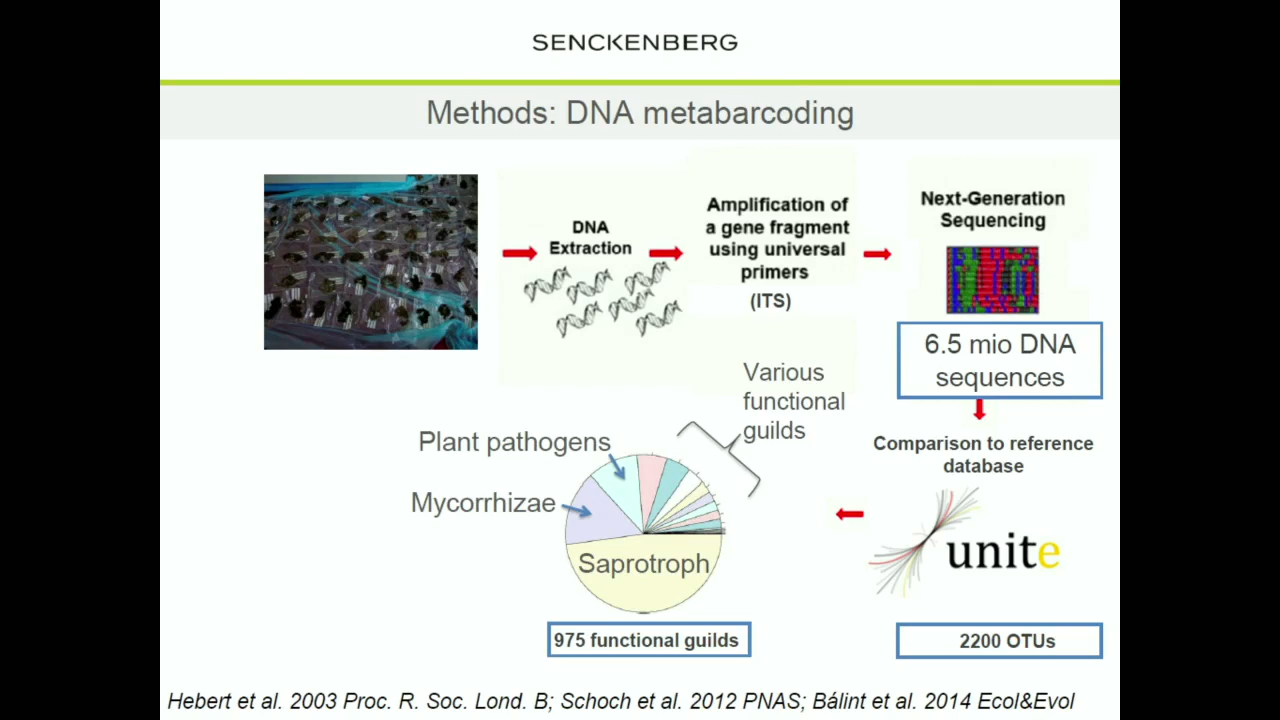 SENCKENBERG
Methods: DNA metabarcoding
DNA
Extraction
Amplification of
a gene fragment
using universal
primers
(ITS)
Next-Generation
Sequencing
6.5 mio DNA
sequences
Comparison to reference
database
unite
2200 OTUs
Various
functional
guilds
Plant pathogens
Mycorrhizae
Saprotroph
975 functional guilds
Hebert et al. 2003 Proc. R. Soc. Lond. B; Schoch et al. 2012 PNAS; Bálint et al. 2014 Ecol&Evol